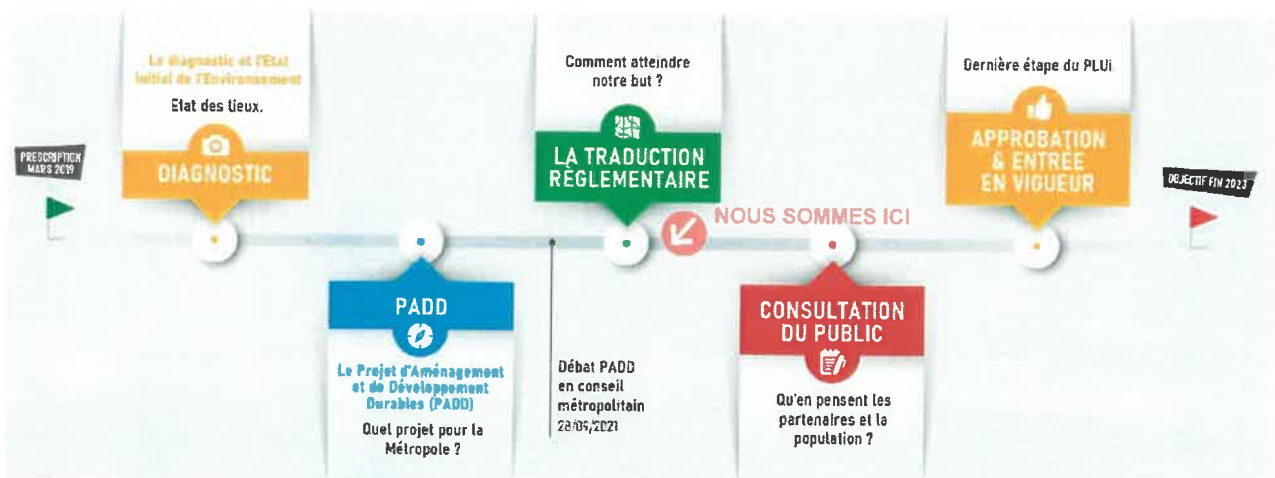 PRESCRIPTION
MARS 2019
Le diagnostic et l'Etat
Initial de l'Environnement
Etat des lieux.
DIAGNOSTIC
PADD
Le Projet d'Aménagement
et de Développement
Durables (PADD)
Quel projet pour la
Métropole ?
Débat PADD
en conseil
métropolitain
Comment atteindre
notre but ?
LA TRADUCTION
RÈGLEMENTAIRE
NOUS SOMMES ICI
CONSULTATION
DU PUBLIC
Qu'en pensent les
partenaires et la
population ?
Dernière étape du PLUi
APPROBATION
& ENTRÉE
EN VIGUEUR
OBJECTIF FIN 2023